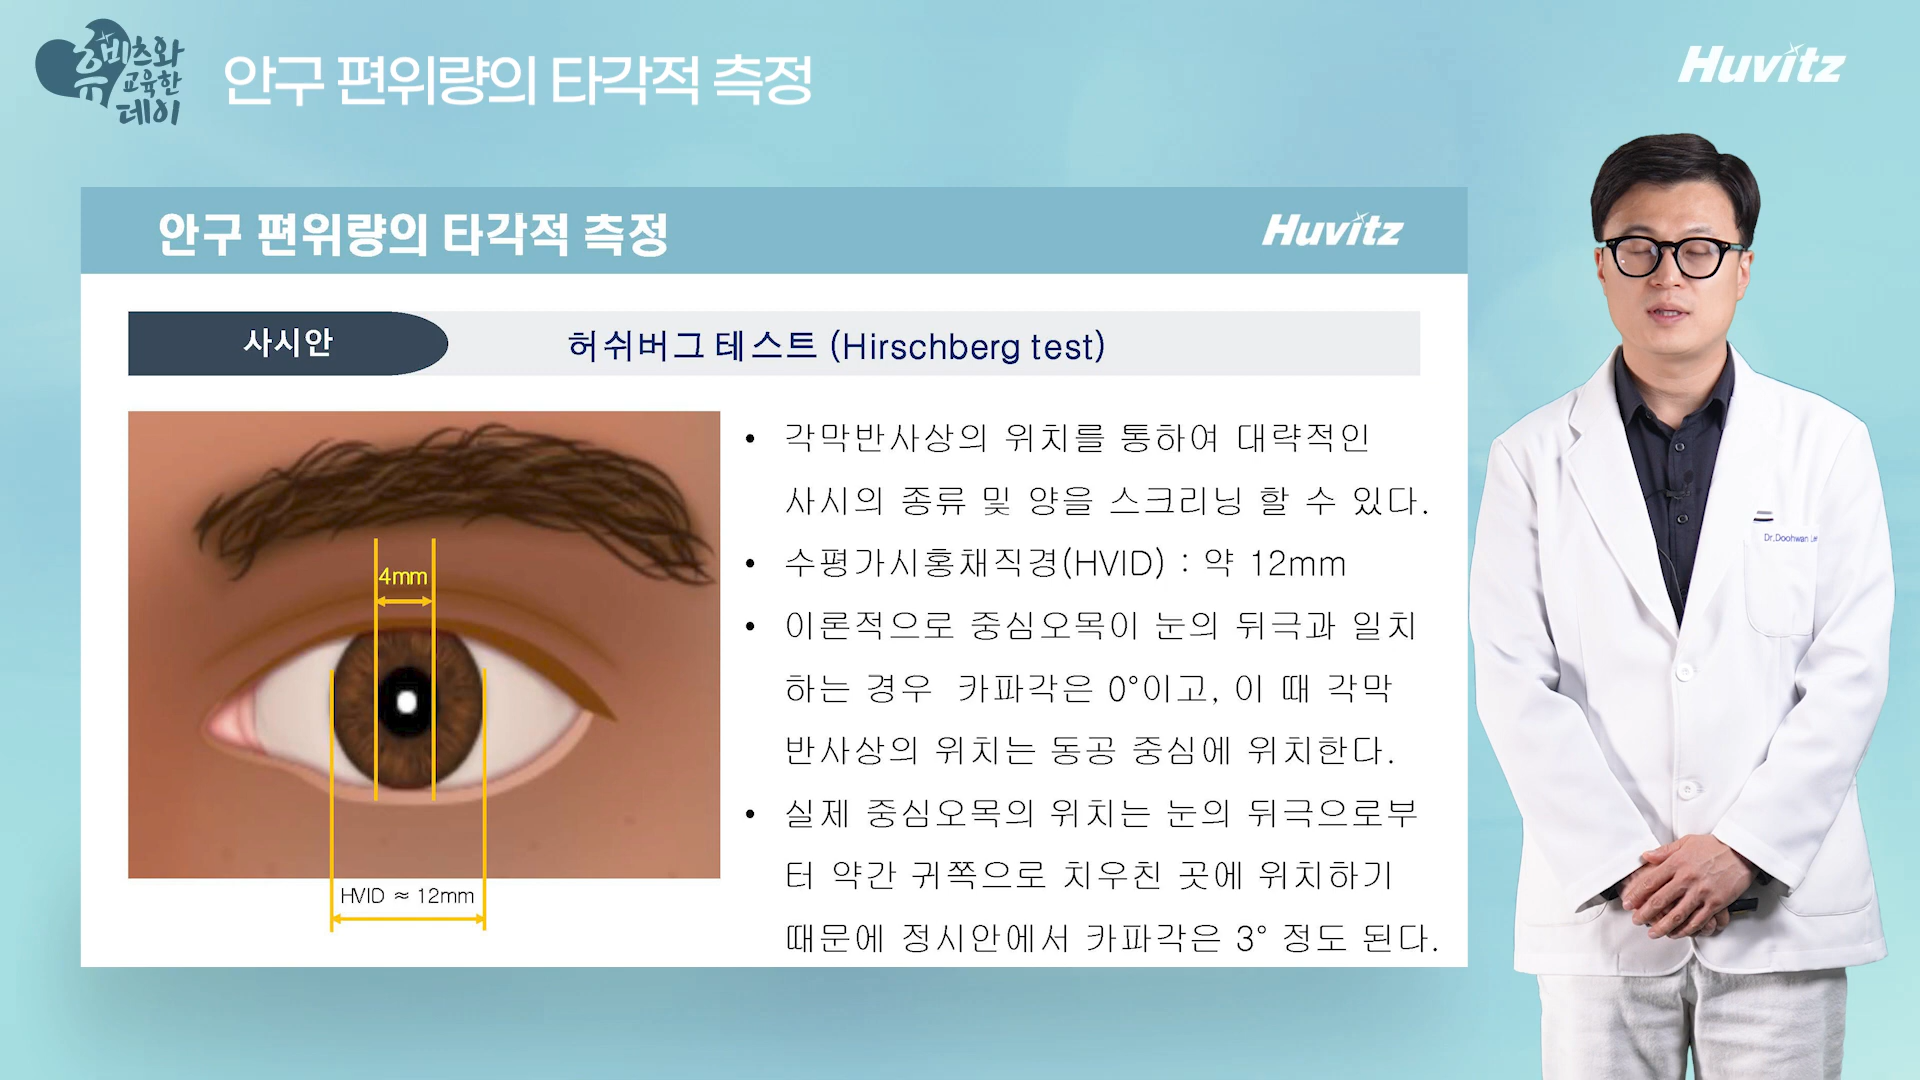 휴비츠와
교육한
데이
안구 편위량의 타각적 측정
Huvitz
안구 편위량의 타각적 측정
Huvitz
사시안
허쉬버그 테스트 (Hirschberg test)
• 각막반사상의 위치를 통하여 대략적인
사시의 종류 및 양을 스크리닝 할 수 있다.
• 수평가시홍채직경(HVID) : 약 12mm
• 이론적으로 중심오목이 눈의 뒤극과 일치
하는 경우 카파각은 0°이고, 이 때 각막
반사상의 위치는 동공 중심에 위치한다.
• 실제 중심오목의 위치는 눈의 뒤극으로부
터 약간 귀쪽으로 치우친 곳에 위치하기
때문에 정시안에서 카파각은 3° 정도 된다.
4mm
HVID ≈ 12mm
Dr.Doohwan